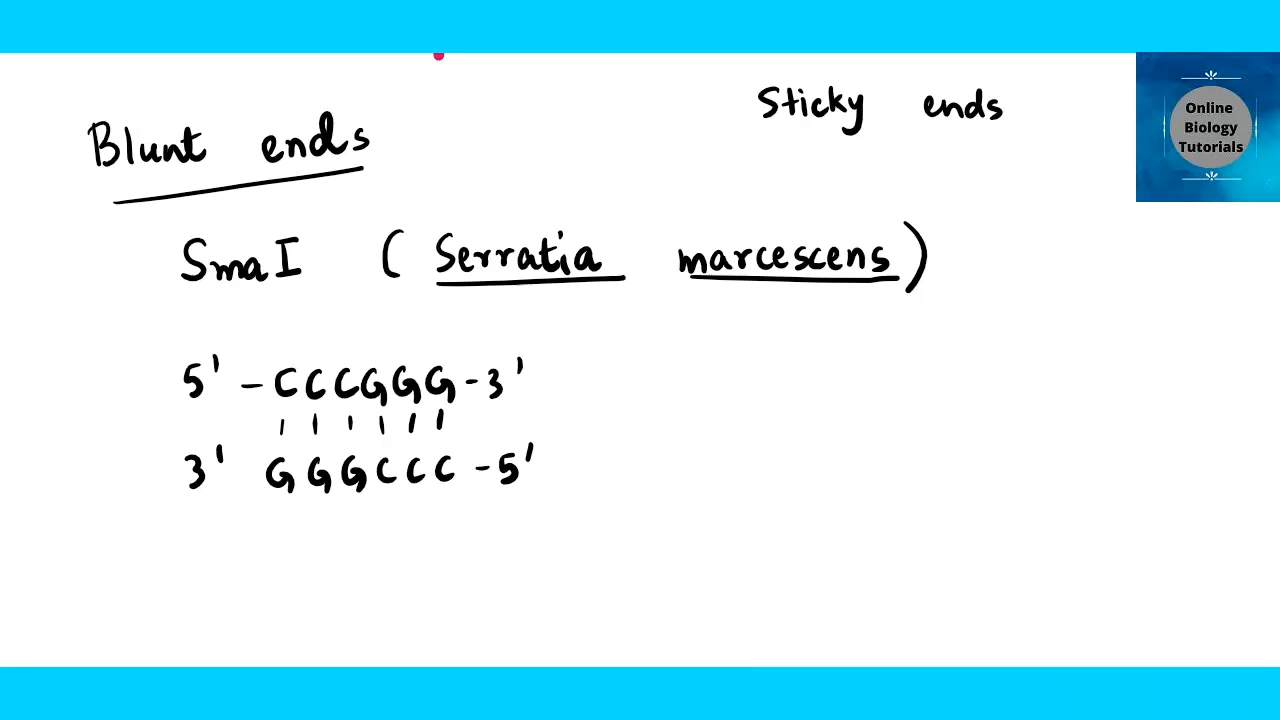 Sticky ends
Online
Biology
Tutorials
Blunt ends
SmaI (Serratia marcescens)
5' - CCCGGG - 3'
3' GGGCCC - 5'